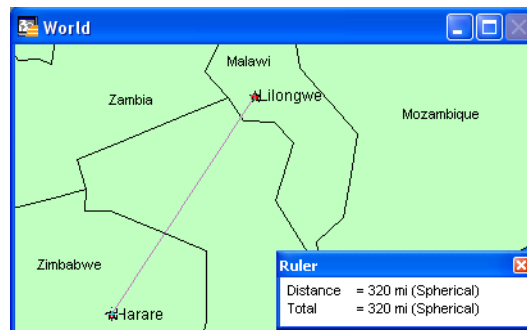 World
Malawi
Lilongwe
Zambia
Mozambique
Zimbabwe
Harare
Ruler
Distance = 320 mi (Spherical)
Total = 320 mi (Spherical)